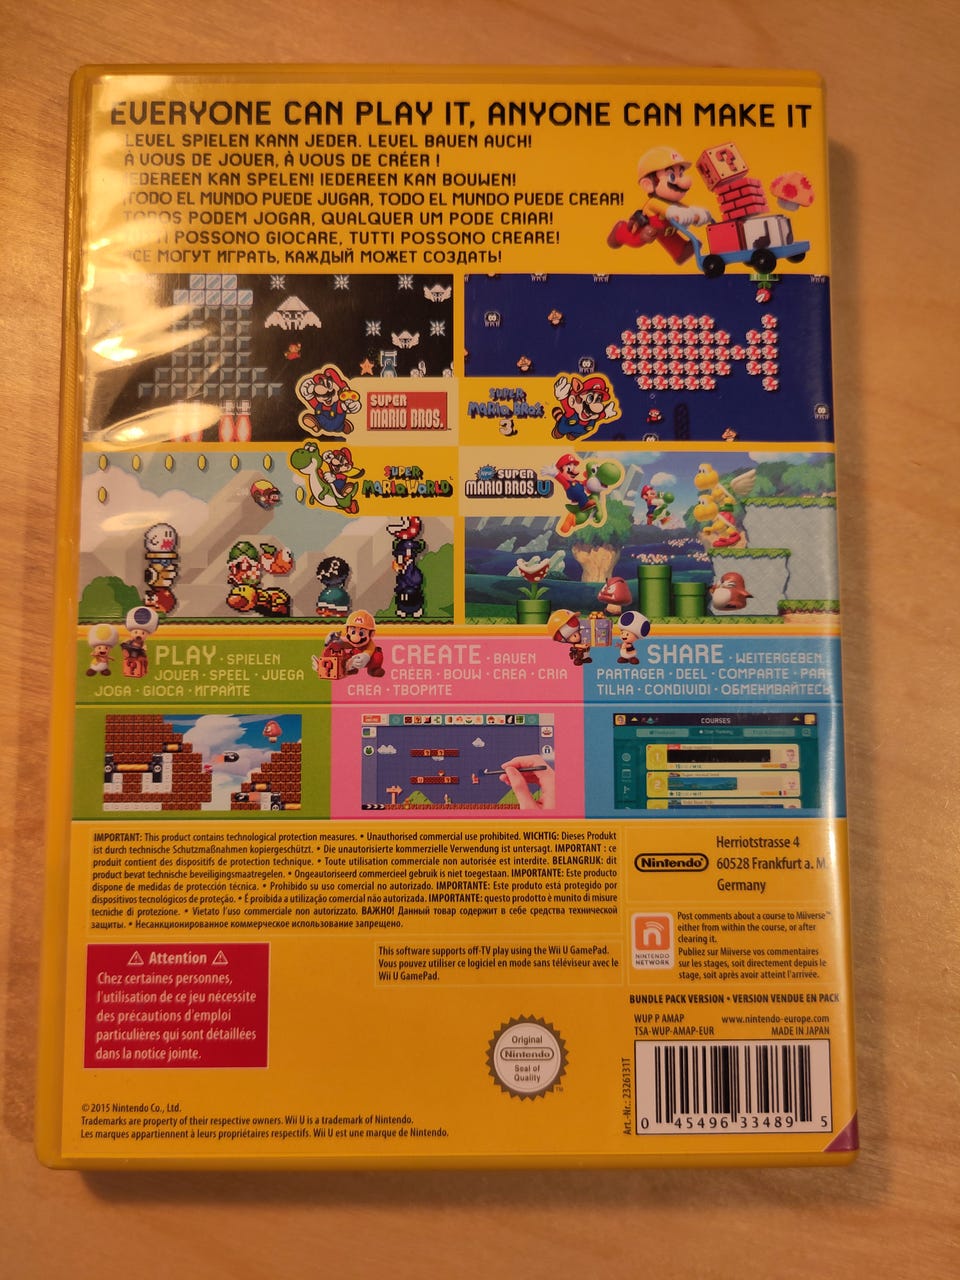 EVERYONE CAN PLAY IT, ANYONE CAN MAKE IT
LEVEL SPIELEN KANN JEDER. LEVEL BAUEN AUCH!
À VOUS DE JOUER, À VOUS DE CRÉER !
IEDEREEN KAN SPELEN! IEDEREEN KAN BOUWEN!
¡TODO EL MUNDO PUEDE JUGAR, TODO EL MUNDO PUEDE CREAR!
TODOS PODEM JOGAR, QUALQUER UM PODE CRIAR!
TUTTI POSSONO GIOCARE, TUTTI POSSONO CREARE!
ВСЕ МОГУТ ИГРАТЬ, КАЖДЫЙ МОЖЕТ СОЗДАТЬ!
SUPER
MARIO BROS.
SUPER
MARIO BROS.
3
SUPER
MARIO WORLD
NEW SUPER
MARIO BROS. U
PLAY · SPIELEN
JOUER · SPEEL · JUEGA
JOGA · GIOCA · ИГРАЙТЕ
CREATE · BAUEN
CRÉER · BOUW · CREA · CRIA
CREA · ТВОРИТЕ
SHARE · WEITERGEBEN
PARTAGER · DEEL · COMPARTE · PAR-
TILHA · CONDIVIDI · ОБМЕНИВАЙТЕСЬ
COURSES
IMPORTANT: This product contains technological protection measures. • Unauthorised commercial use prohibited. WICHTIG: Dieses Produkt
ist durch technische Schutzmaßnahmen kopiergeschützt. • Die unautorisierte kommerzielle Verwendung ist untersagt. IMPORTANT : ce
produit contient des dispositifs de protection technique. • Toute utilisation commerciale non autorisée est interdite. BELANGRIJK: dit
product bevat technische beveiligingsmaatregelen. • Ongeautoriseerd commercieel gebruik is niet toegestaan. IMPORTANTE: Este producto
dispone de medidas de protección técnica. • Prohibido su uso comercial no autorizado. IMPORTANTE: Este produto está protegido por
dispositivos tecnológicos de proteção. • É proibida a utilização comercial não autorizada. IMPORTANTE: questo prodotto è munito di misure
tecniche di protezione. • Vietato l'uso commerciale non autorizzato. ВАЖНО! Данный товар содержит в себе средства технической
защиты. • Несанкционированное коммерческое использование запрещено.
Nintendo®
Herriotstrasse 4
60528 Frankfurt a. M.
Germany
NINTENDO
NETWORK
Post comments about a course to Miiverse™
either from within the course, or after
clearing it.
Publiez sur Miiverse vos commentaires
sur les stages, soit directement depuis le
stage, soit après avoir atteint l'arrivée.
⚠ Attention ⚠
Chez certaines personnes,
l'utilisation de ce jeu nécessite
des précautions d'emploi
particulières qui sont détaillées
dans la notice jointe.
This software supports off-TV play using the Wii U GamePad.
Vous pouvez utiliser ce logiciel en mode sans téléviseur avec le
Wii U GamePad.
BUNDLE PACK VERSION • VERSION VENDUE EN PACK
WUP P AMAP www.nintendo-europe.com
TSA-WUP-AMAP-EUR MADE IN JAPAN
Original
Nintendo
Seal of
Quality
™
Art.-Nr.: 2326131T
0 45496 33489 5
© 2015 Nintendo Co., Ltd.
Trademarks are property of their respective owners. Wii U is a trademark of Nintendo.
Les marques appartiennent à leurs propriétaires respectifs. Wii U est une marque de Nintendo.